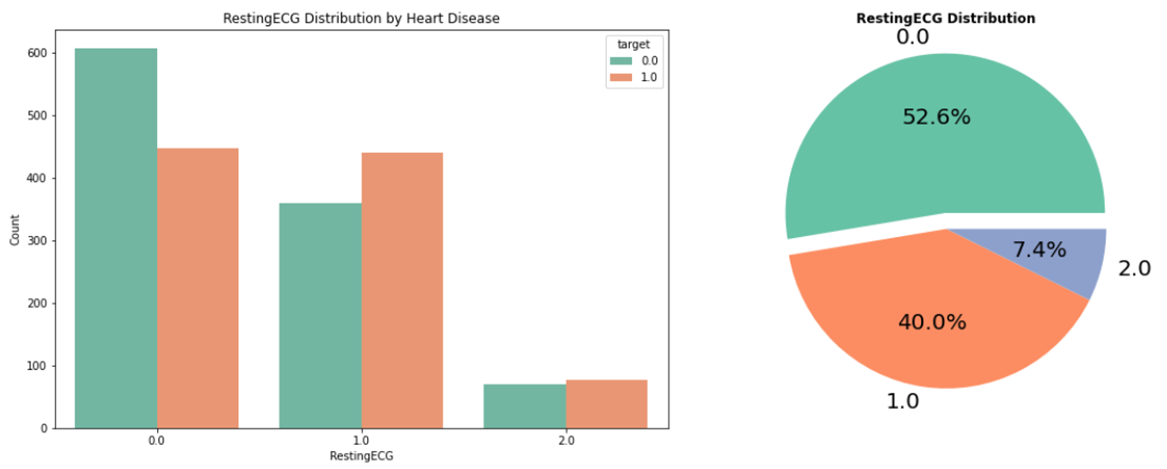 RestingECG Distribution by Heart Disease
target
0.0
1.0
600
500
400
300
200
100
0
Count
0.0 1.0 2.0
RestingECG
RestingECG Distribution
0.0
52.6%
7.4%
2.0
40.0%
1.0